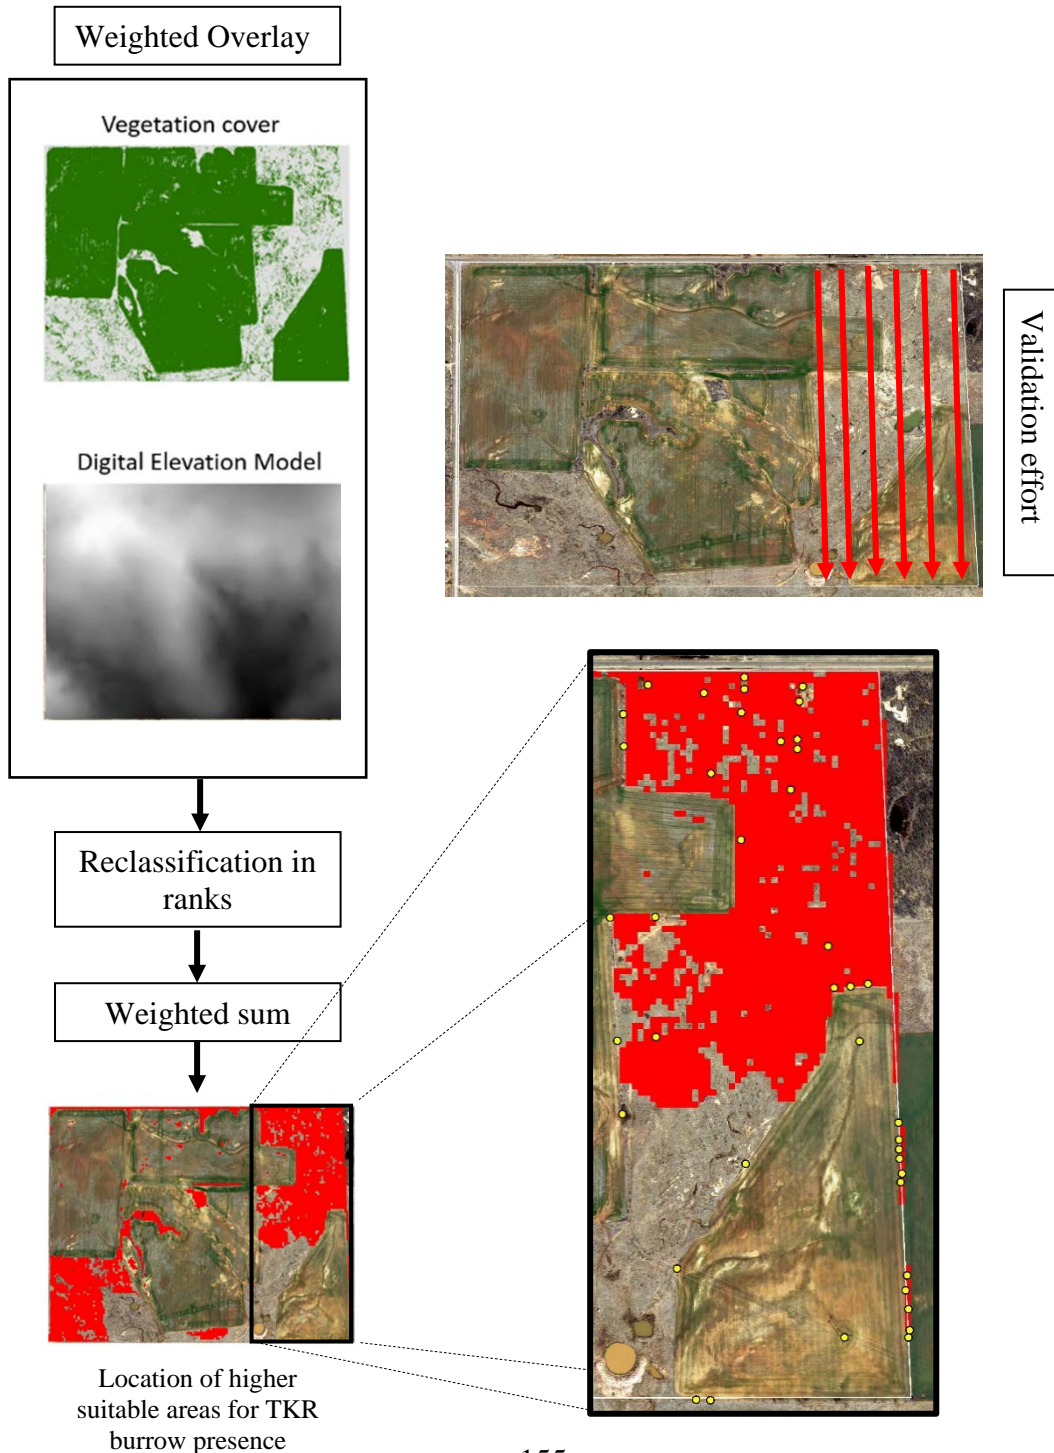 Weighted Overlay
Vegetation cover
Digital Elevation Model
Reclassification in
ranks
Weighted sum
Location of higher
suitable areas for TKR
burrow presence
Validation effort
155